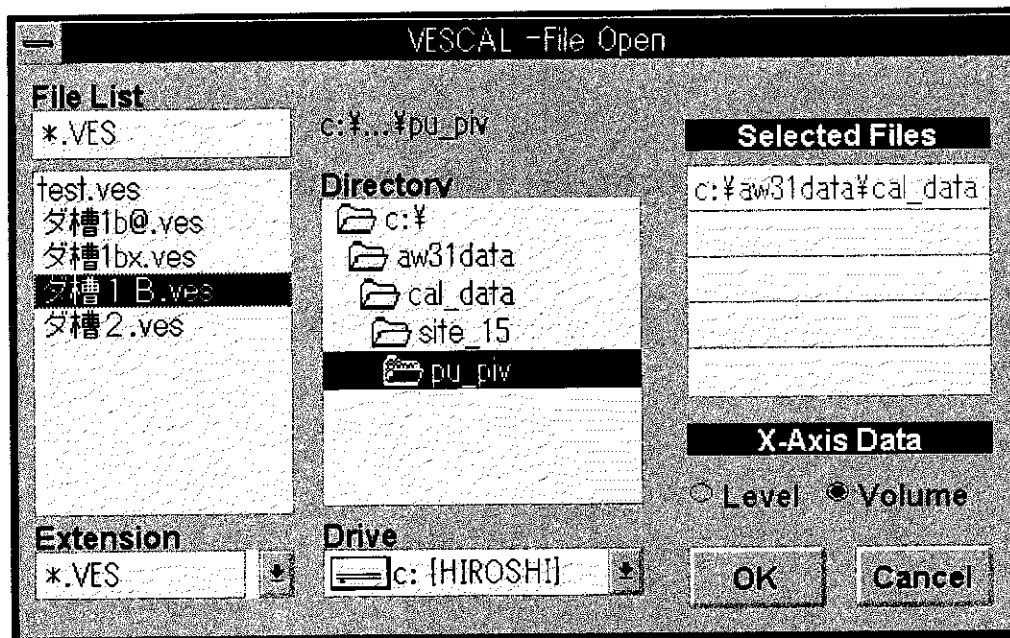 VESCAL -File Open
File List
*.VES
test.ves
ダ槽1b@.ves
ダ槽1bx.ves
ダ槽1 B.ves
ダ槽2.ves
Extension
*.VES
c:¥...¥pu_piv
Directory
c:¥
aw31data
cal_data
site_15
pu_piv
Drive
c: [HIROSHI]
Selected Files
c:¥aw31data¥cal_data
X-Axis Data
Level
Volume
OK
Cancel